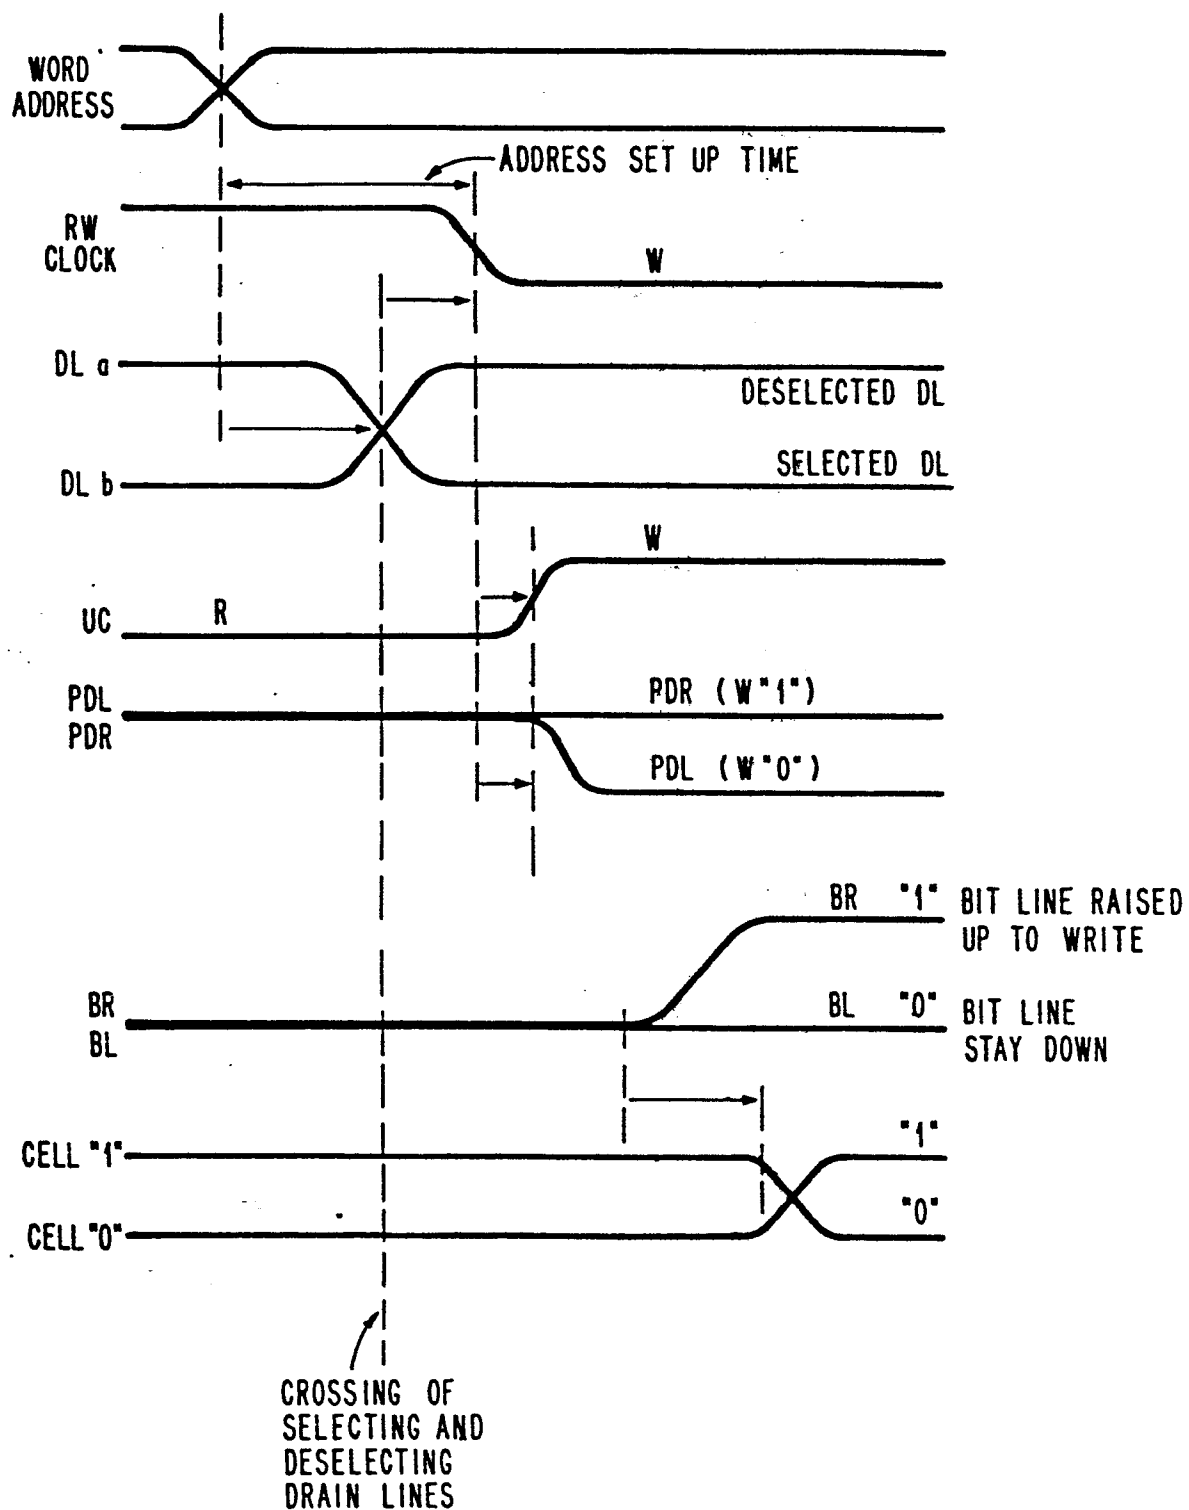 WORD
ADDRESS
ADDRESS SET UP TIME
RW
CLOCK
W
DL a
DESELECTED DL
DL b
SELECTED DL
W
UC
R
PDL
PDR
PDR (W"1")
PDL (W"0")
BR "1" BIT LINE RAISED
UP TO WRITE
BR
BL
BL "0" BIT LINE
STAY DOWN
CELL "1"
"1"
CELL "0"
"0"
CROSSING OF
SELECTING AND
DESELECTING
DRAIN LINES